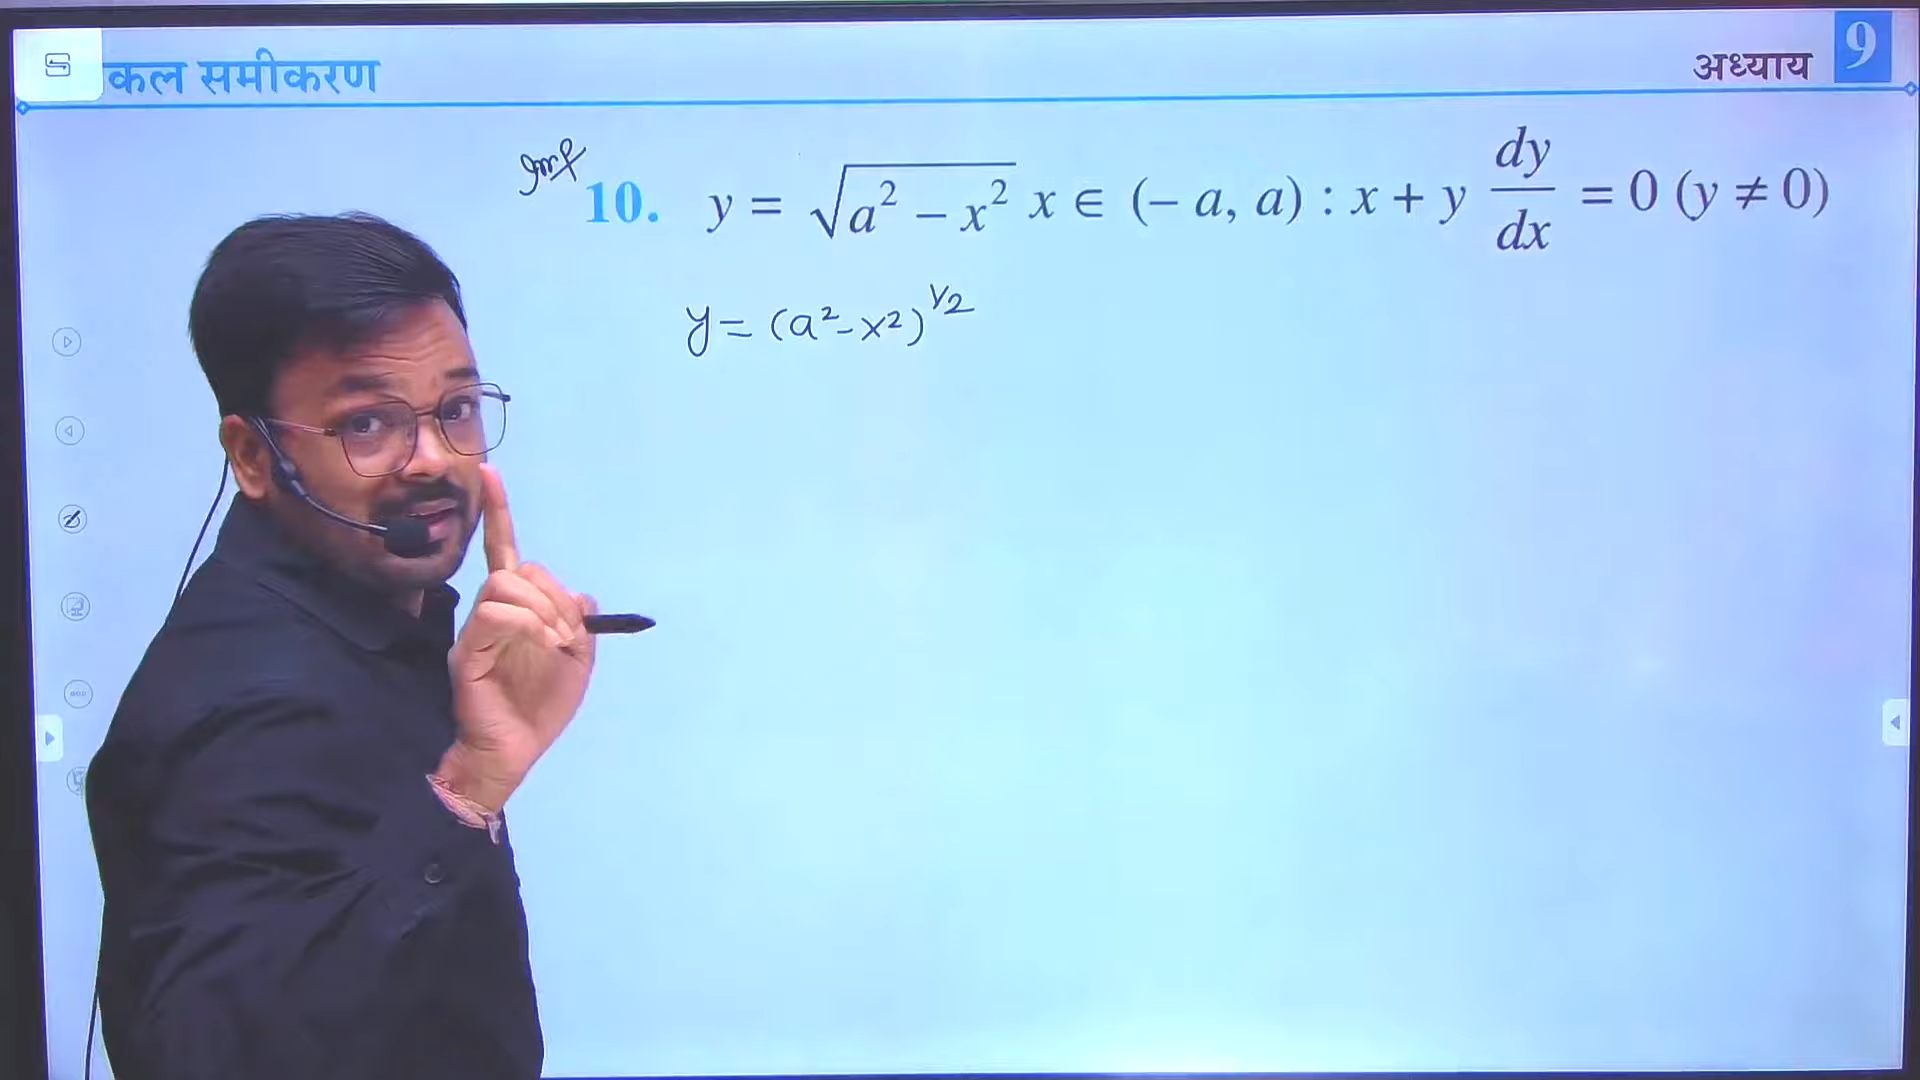 कल समीकरण
अध्याय 9
Imp
10. y = √(a² – x²) x ∈ (– a, a) : x + y dy/dx = 0 (y ≠ 0)
y = (a² - x²)^1/2